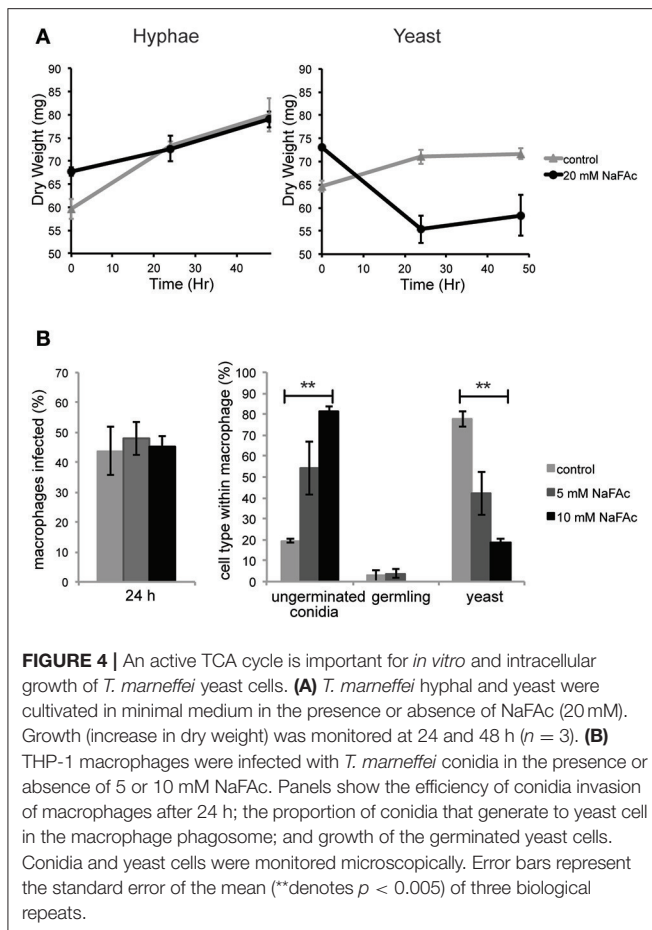 A
Hyphae
Yeast
Dry Weight (mg)
90
85
80
75
70
65
60
55
50
0 20 40
Time (Hr)
Dry Weight (mg)
90
85
80
75
70
65
60
55
50
0 10 20 30 40 50
Time (Hr)
control
20 mM NaFAc
B
macrophages infected (%)
70
60
50
40
30
20
10
0
24 h
cell type within macrophage (%)
100
90
80
70
60
50
40
30
20
10
0
**
**
ungerminated
conidia
germling
yeast
control
5 mM NaFAc
10 mM NaFAc
FIGURE 4 | An active TCA cycle is important for in vitro and intracellular
growth of T. marneffei yeast cells. (A) T. marneffei hyphal and yeast were
cultivated in minimal medium in the presence or absence of NaFAc (20 mM).
Growth (increase in dry weight) was monitored at 24 and 48 h (n = 3). (B)
THP-1 macrophages were infected with T. marneffei conidia in the presence or
absence of 5 or 10 mM NaFAc. Panels show the efficiency of conidia invasion
of macrophages after 24 h; the proportion of conidia that generate to yeast cell
in the macrophage phagosome; and growth of the germinated yeast cells.
Conidia and yeast cells were monitored microscopically. Error bars represent
the standard error of the mean (**denotes p < 0.005) of three biological
repeats.